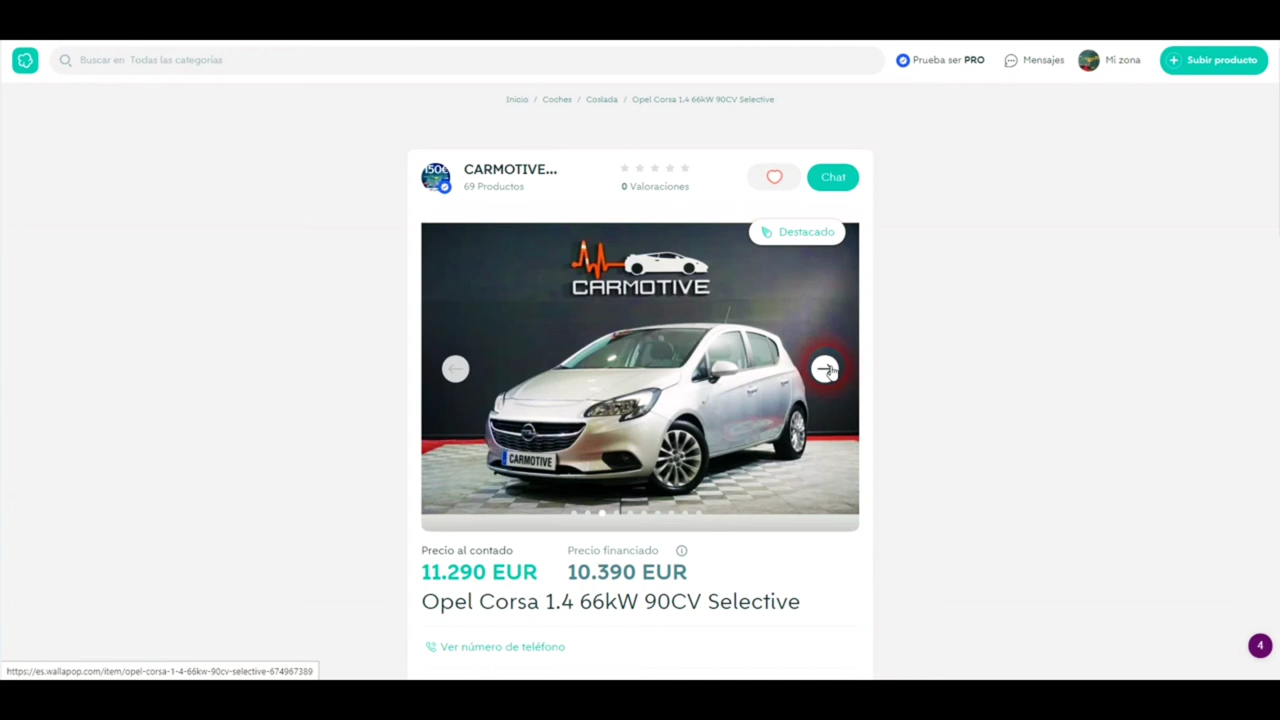 Buscar en Todas las categorías
Prueba ser PRO
Mensajes
Mi zona
+ Subir producto
Inicio / Coches / Coslada / Opel Corsa 1.4 66kW 90CV Selective
150€
CARMOTIVE...
69 Productos
0 Valoraciones
Chat
Destacado
CARMOTIVE
CARMOTIVE
Precio al contado
Precio financiado
11.290 EUR
10.390 EUR
Opel Corsa 1.4 66kW 90CV Selective
Ver número de teléfono
4
https://es.wallapop.com/item/opel-corsa-1-4-66kw-90cv-selective-674967389